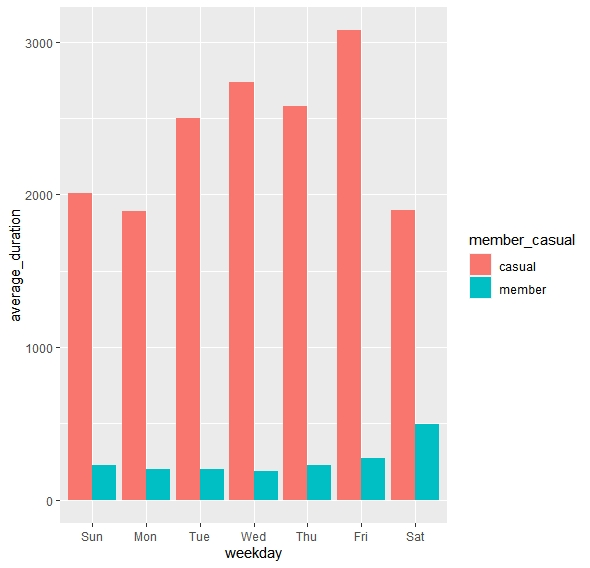 3000
2000
1000
0
average_duration
Sun Mon Tue Wed Thu Fri Sat
weekday
member_casual
casual
member